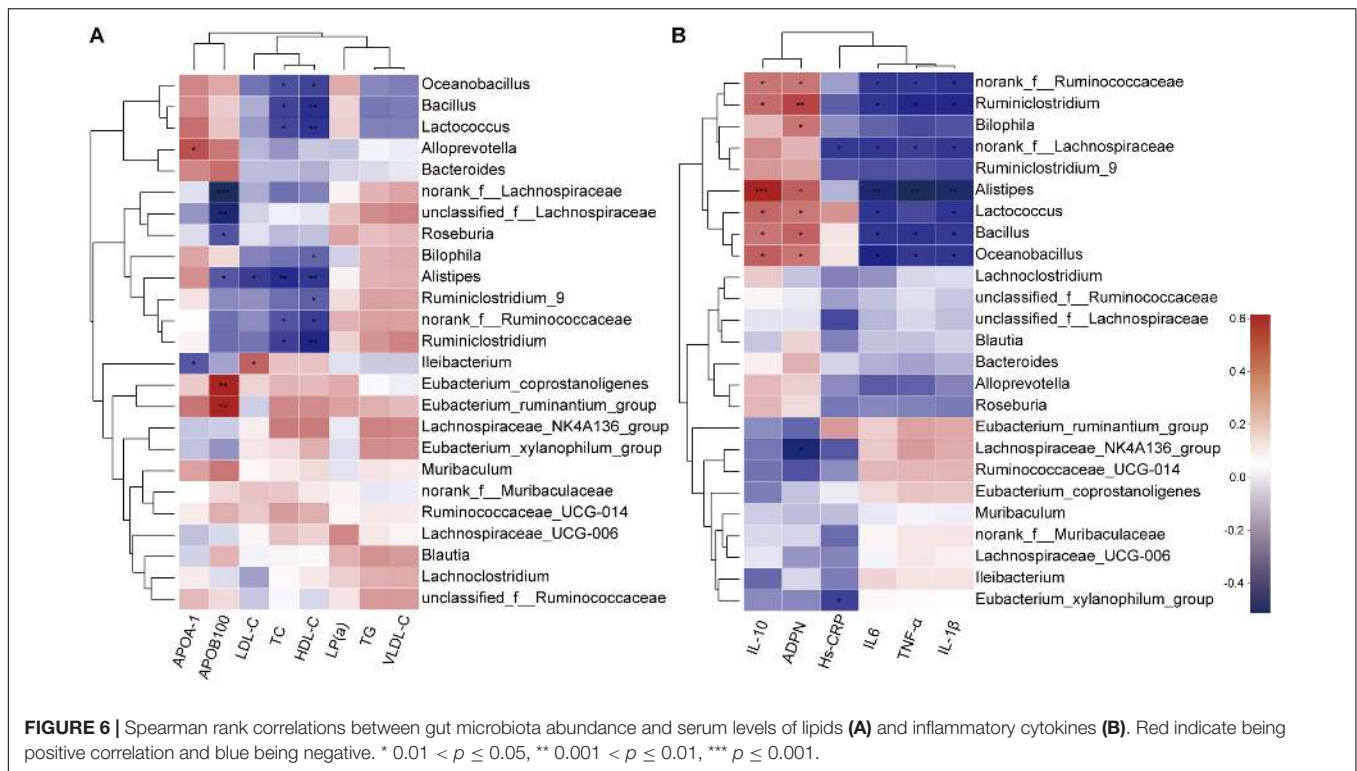 A
Oceanobacillus
Bacillus
Lactococcus
Alloprevotella
Bacteroides
norank_f__Lachnospiraceae
unclassified_f__Lachnospiraceae
Roseburia
Bilophila
Alistipes
Ruminiclostridium_9
norank_f__Ruminococcaceae
Ruminiclostridium
Ileibacterium
Eubacterium_coprostanoligenes
Eubacterium_ruminantium_group
Lachnospiraceae_NK4A136_group
Eubacterium_xylanophilum_group
Muribaculum
norank_f__Muribaculaceae
Ruminococcaceae_UCG-014
Lachnospiraceae_UCG-006
Blautia
Lachnoclostridium
unclassified_f__Ruminococcaceae
APOA-1 APOB100 LDL-C TC HDL-C LP(a) TG VLDL-C
B
norank_f__Ruminococcaceae
Ruminiclostridium
Bilophila
norank_f__Lachnospiraceae
Ruminiclostridium_9
Alistipes
Lactococcus
Bacillus
Oceanobacillus
Lachnoclostridium
unclassified_f__Ruminococcaceae
unclassified_f__Lachnospiraceae
Blautia
Bacteroides
Alloprevotella
Roseburia
Eubacterium_ruminantium_group
Lachnospiraceae_NK4A136_group
Ruminococcaceae_UCG-014
Eubacterium_coprostanoligenes
Muribaculum
norank_f__Muribaculaceae
Lachnospiraceae_UCG-006
Ileibacterium
Eubacterium_xylanophilum_group
IL-10 ADPN Hs-CRP IL6 TNF-α IL-1β
0.6
0.4
0.2
0.0
-0.2
-0.4
FIGURE 6 | Spearman rank correlations between gut microbiota abundance and serum levels of lipids (A) and inflammatory cytokines (B). Red indicate being
positive correlation and blue being negative. * 0.01 < p ≤ 0.05, ** 0.001 < p ≤ 0.01, *** p ≤ 0.001.